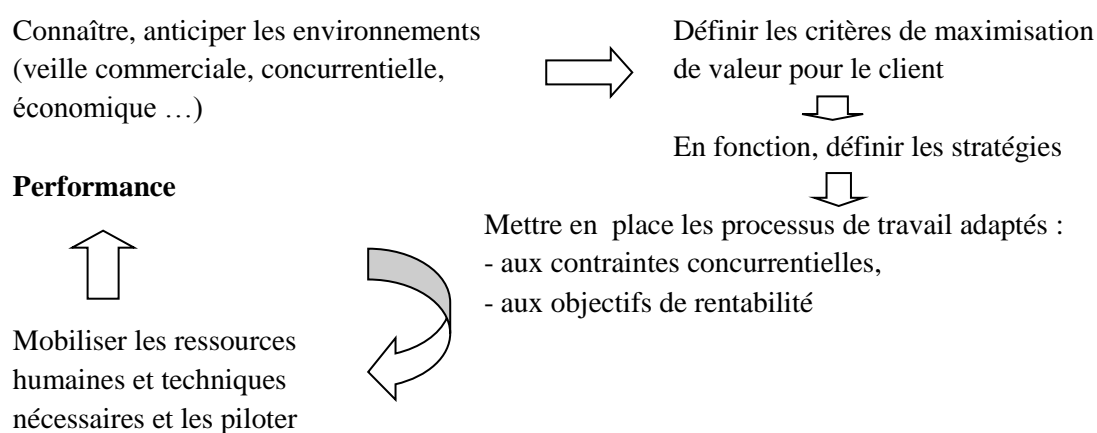 Connaître, anticiper les environnements
(veille commerciale, concurrentielle,
économique …)
Définir les critères de maximisation
de valeur pour le client
En fonction, définir les stratégies
Mettre en place les processus de travail adaptés :
- aux contraintes concurrentielles,
- aux objectifs de rentabilité
Mobiliser les ressources
humaines et techniques
nécessaires et les piloter
Performance